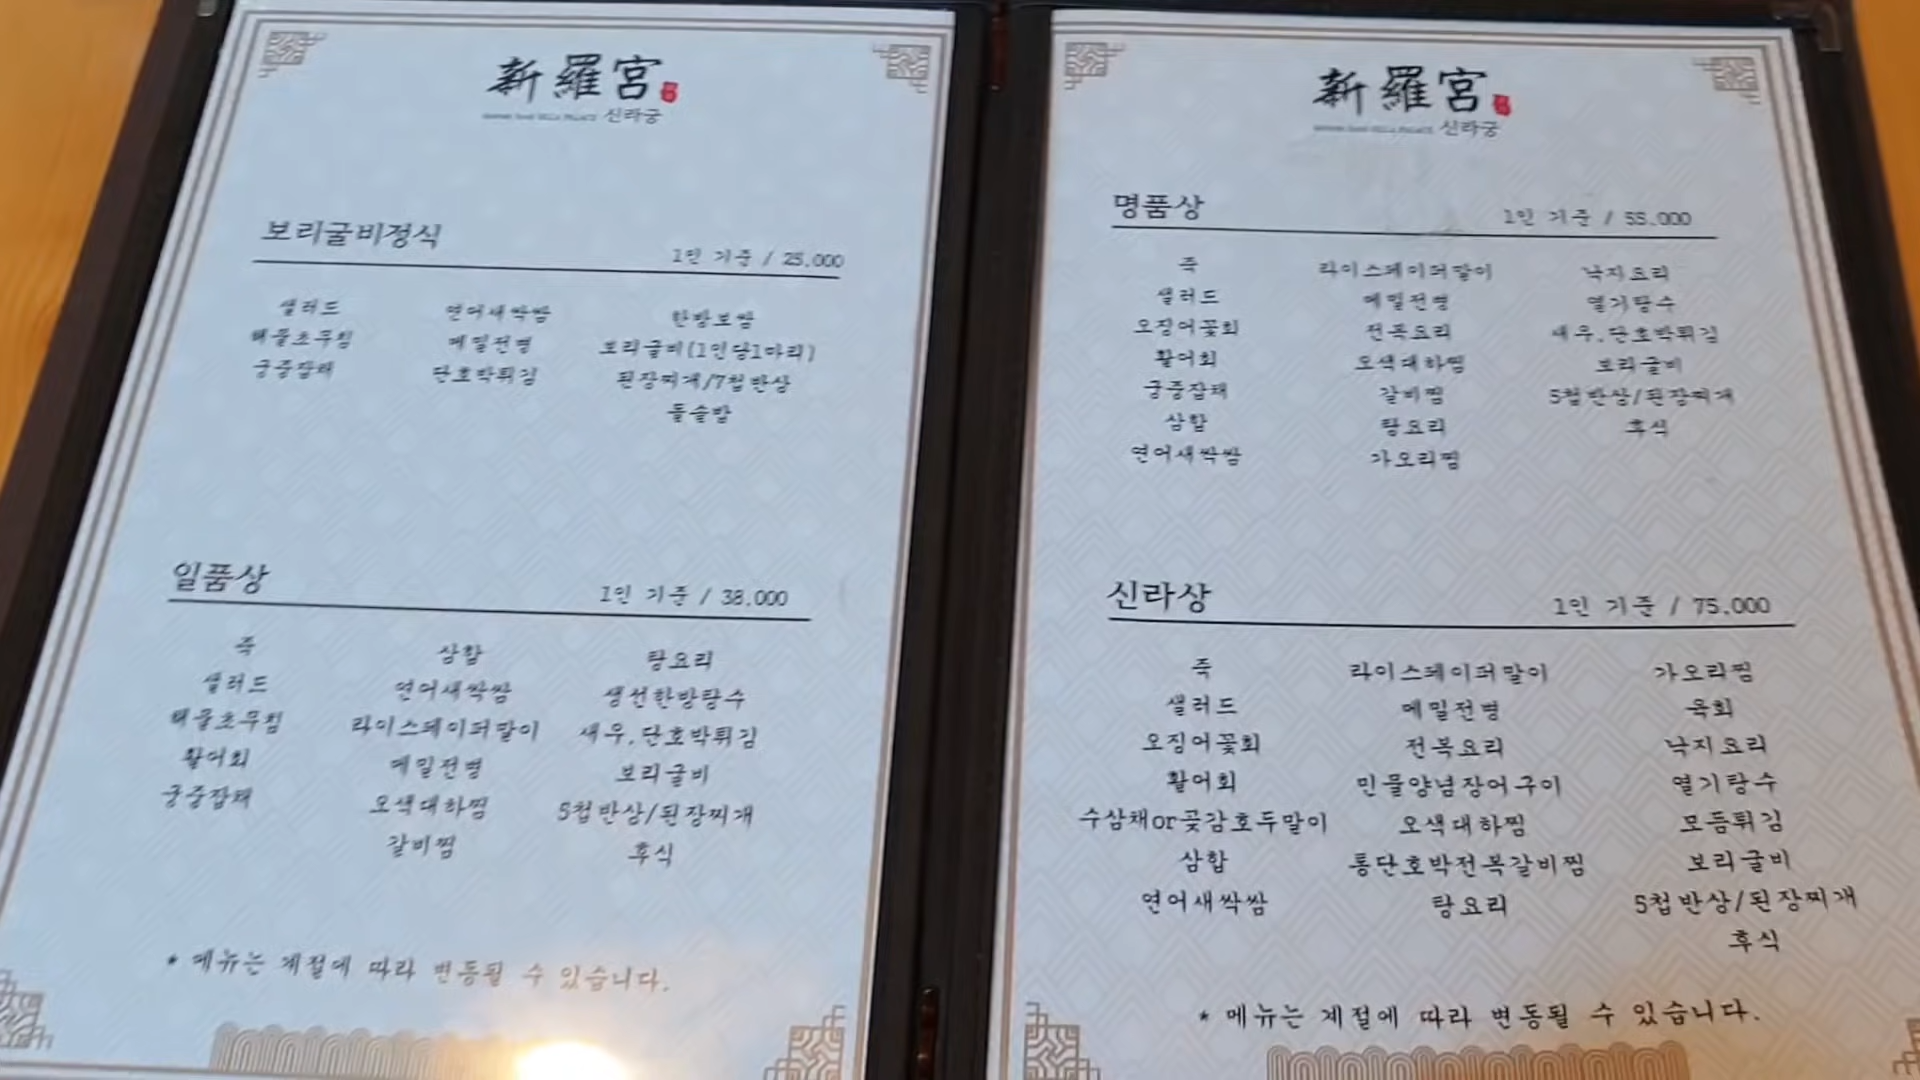 新羅宮
신라궁
보리굴비정식
1인 기준 / 25,000
샐러드 연어새싹쌈 한방보쌈
해물초무침 메밀전병 보리굴비(1인당1마리)
궁중잡채 단호박튀김 된장찌개/7첩반상
돌솥밥
일품상
1인 기준 / 38,000
죽 삼합 탕요리
샐러드 연어새싹쌈 생선한방탕수
해물초무침 라이스페이퍼말이 새우,단호박튀김
활어회 메밀전병 보리굴비
궁중잡채 오색대하찜 5첩반상/된장찌개
갈비찜 후식
* 메뉴는 계절에 따라 변동될 수 있습니다.
新羅宮
신라궁
명품상
1인 기준 / 55,000
죽 라이스페이퍼말이 낙지요리
샐러드 메밀전병 열기탕수
오징어꽃회 전복요리 새우,단호박튀김
활어회 오색대하찜 보리굴비
궁중잡채 갈비찜 5첩반상/된장찌개
삼합 탕요리 후식
연어새싹쌈 가오리찜
신라상
1인 기준 / 75,000
죽 라이스페이퍼말이 가오리찜
샐러드 메밀전병 육회
오징어꽃회 전복요리 낙지요리
활어회 민물양념장어구이 열기탕수
수삼채or곶감호두말이 오색대하찜 모듬튀김
삼합 통단호박전복갈비찜 보리굴비
연어새싹쌈 탕요리 5첩반상/된장찌개
후식
* 메뉴는 계절에 따라 변동될 수 있습니다.